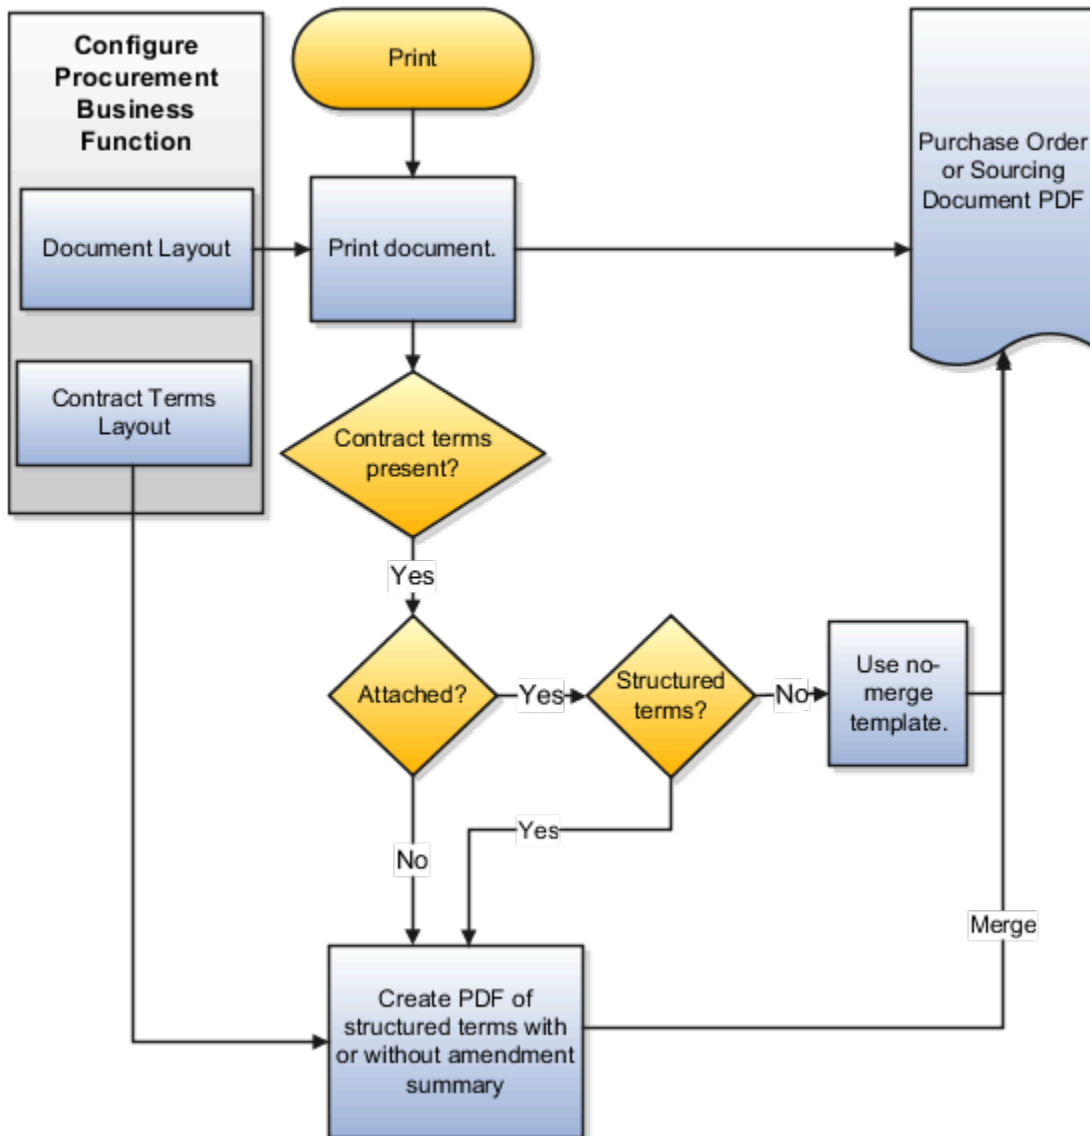 Configure
Procurement
Business
Function
Document Layout
Contract Terms
Layout
Print
Print document.
Purchase Order
or Sourcing
Document PDF
Contract terms
present?
Yes
Attached?
Yes
Structured
terms?
No
Use no-
merge
template.
Yes
No
Merge
Create PDF of
structured terms with
or without amendment
summary